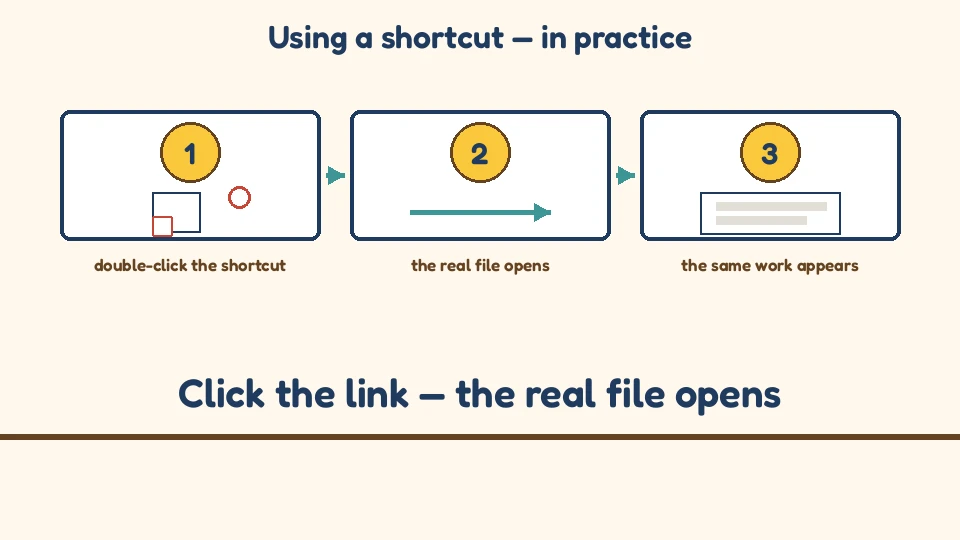 Using a shortcut — in practice
1
2
3
double-click the shortcut
the real file opens
the same work appears
Click the link — the real file opens